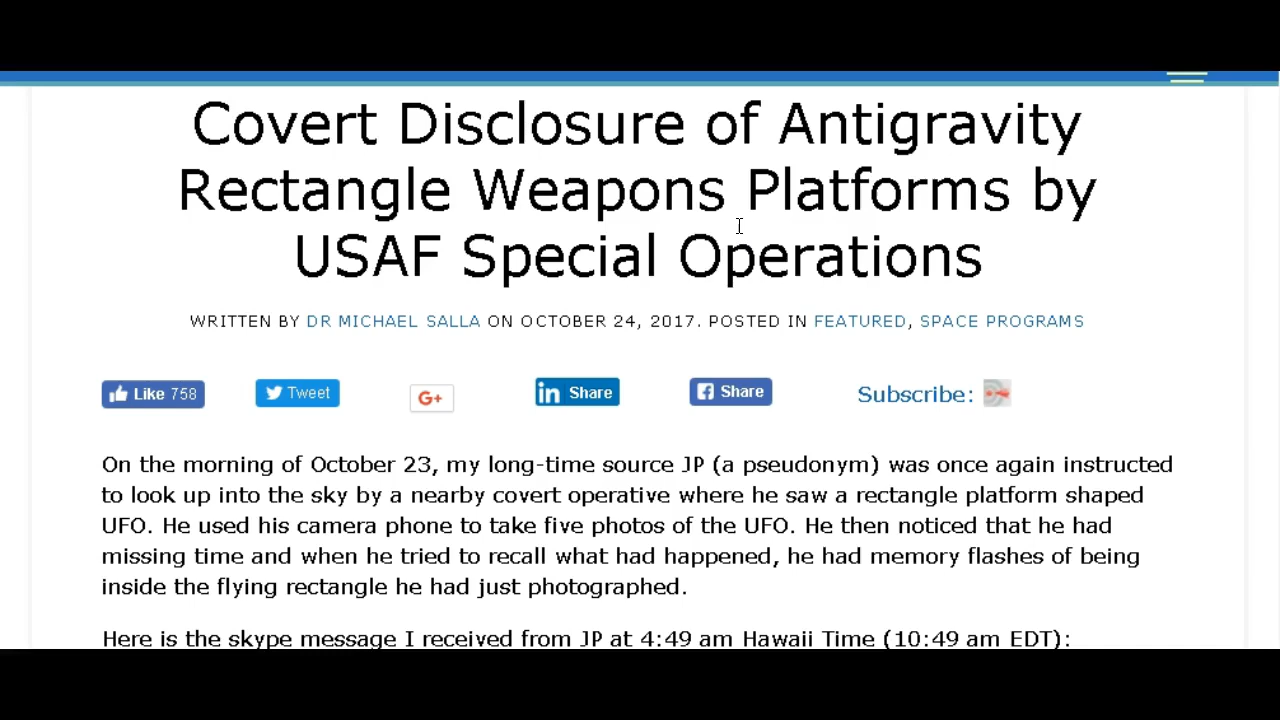 Covert Disclosure of Antigravity
Rectangle Weapons Platforms by
USAF Special Operations
WRITTEN BY DR MICHAEL SALLA ON OCTOBER 24, 2017. POSTED IN FEATURED, SPACE PROGRAMS
Like 758 Tweet G+ in Share Share Subscribe:
On the morning of October 23, my long-time source JP (a pseudonym) was once again instructed
to look up into the sky by a nearby covert operative where he saw a rectangle platform shaped
UFO. He used his camera phone to take five photos of the UFO. He then noticed that he had
missing time and when he tried to recall what had happened, he had memory flashes of being
inside the flying rectangle he had just photographed.
Here is the skype message I received from JP at 4:49 am Hawaii Time (10:49 am EDT):